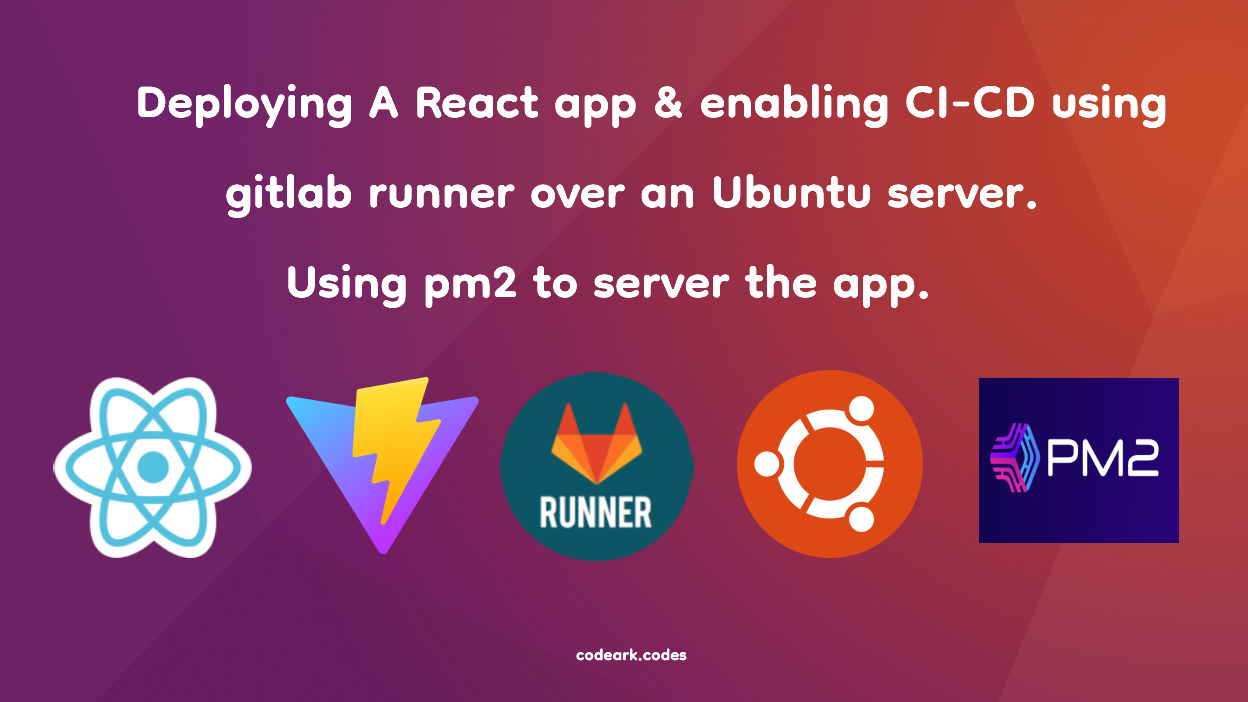 Deploying A React app & enabling CI-CD using
gitlab runner over an Ubuntu server.
Using pm2 to server the app.
RUNNER
PM2
codeark.codes